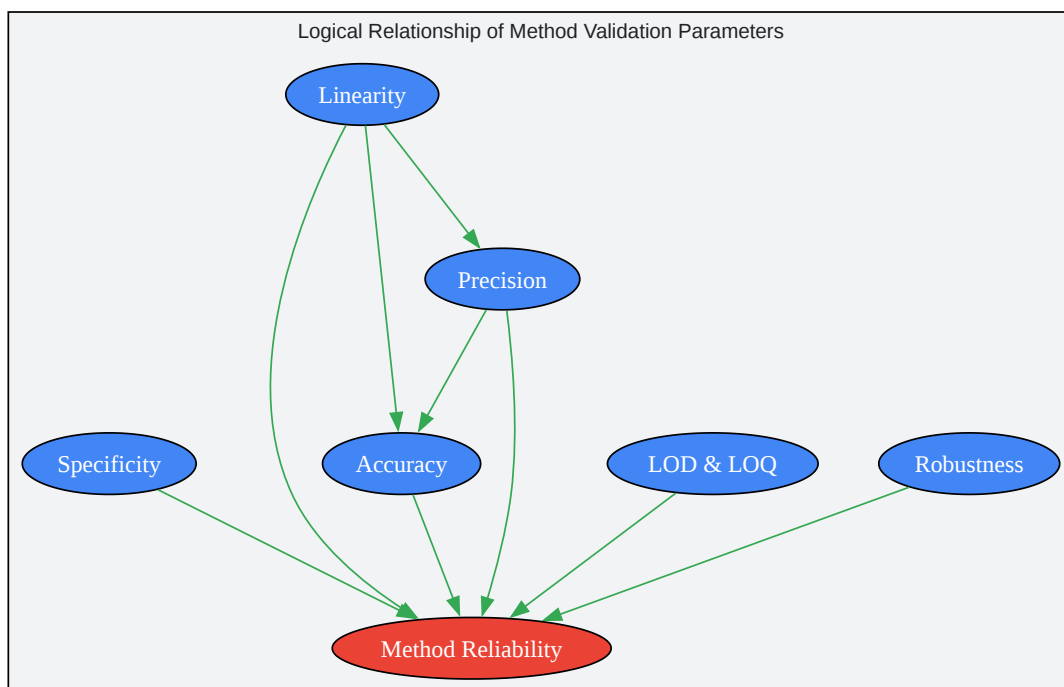 Logical Relationship of Method Validation Parameters
Linearity
Precision
Specificity
Accuracy
LOD & LOQ
Robustness
Method Reliability